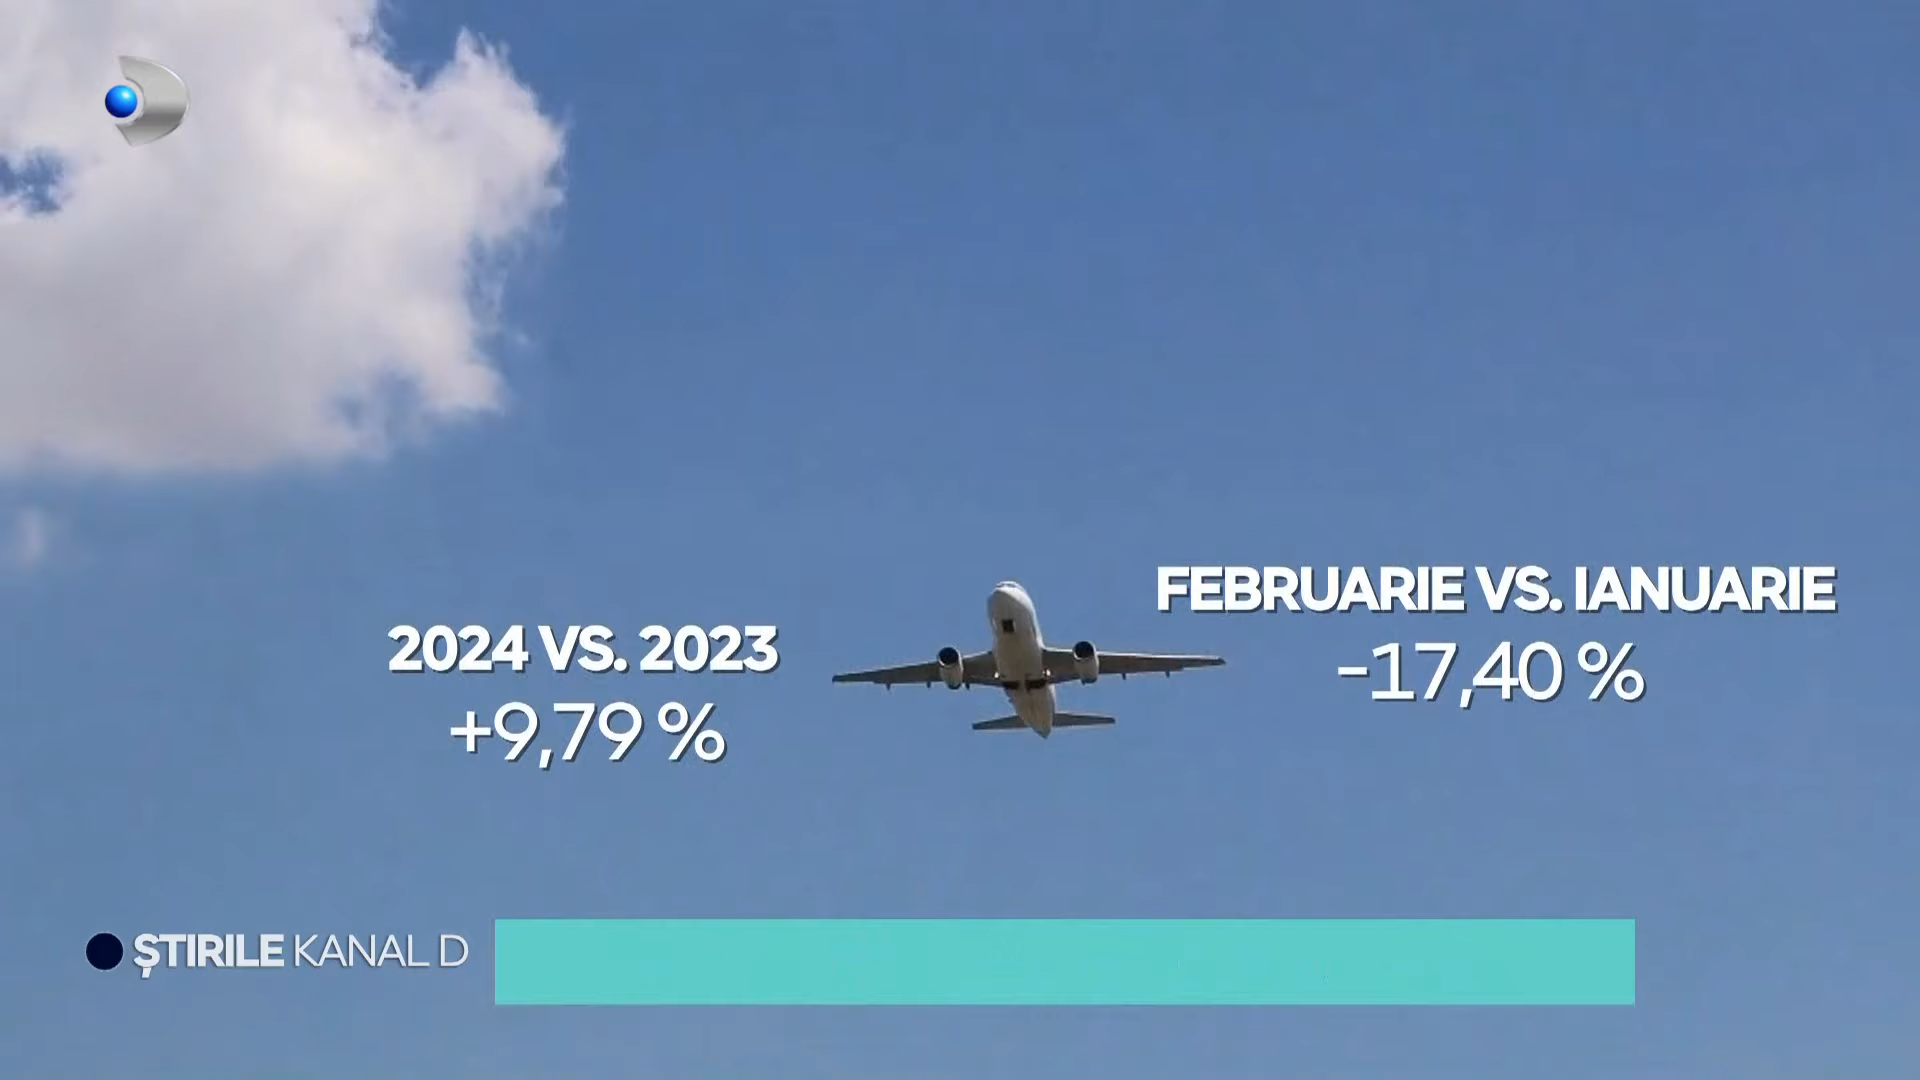 2024 VS. 2023
+9,79 %
FEBRUARIE VS. IANUARIE
-17,40 %
ȘTIRILE KANAL D